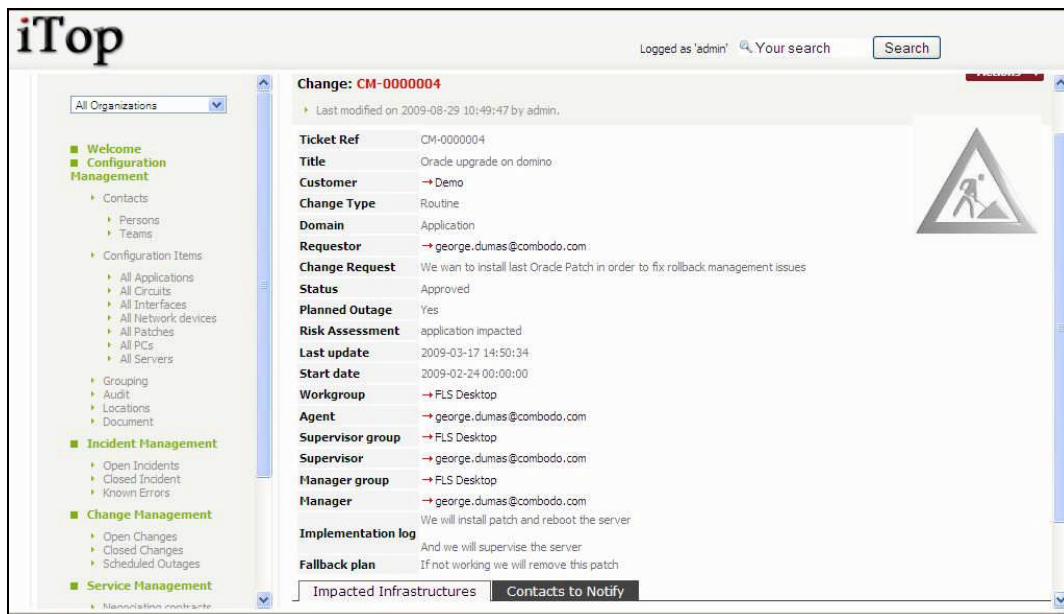 iTop
Logged as 'admin' Your search Search
All Organizations
Welcome
Configuration
Management
Contacts
Persons
Teams
Configuration Items
All Applications
All Circuits
All Interfaces
All Network devices
All Patches
All PCs
All Servers
Grouping
Audit
Locations
Document
Incident Management
Open Incidents
Closed Incident
Known Errors
Change Management
Open Changes
Closed Changes
Scheduled Outages
Service Management
Negotiating contracts
Actions
Change: CM-0000004
Last modified on 2009-08-29 10:49:47 by admin.
Ticket Ref CM-0000004
Title Oracle upgrade on domino
Customer →Demo
Change Type Routine
Domain Application
Requestor →george.dumas@combodo.com
Change Request We wan to install last Oracle Patch in order to fix rollback management issues
Status Approved
Planned Outage Yes
Risk Assessment application impacted
Last update 2009-03-17 14:50:34
Start date 2009-02-24 00:00:00
Workgroup →FLS Desktop
Agent →george.dumas@combodo.com
Supervisor group →FLS Desktop
Supervisor →george.dumas@combodo.com
Manager group →FLS Desktop
Manager →george.dumas@combodo.com
We will install patch and reboot the server
Implementation log
And we will supervise the server
Fallback plan If not working we will remove this patch
Impacted Infrastructures Contacts to Notify